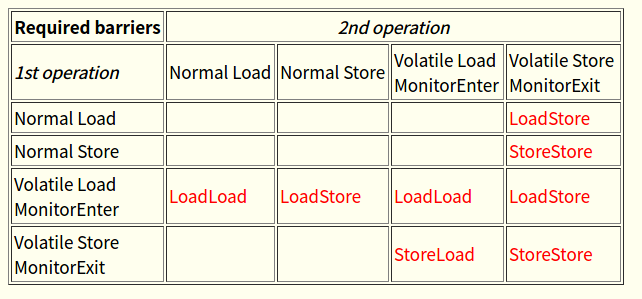 Required barriers 2nd operation
1st operation Normal Load Normal Store Volatile Load MonitorEnter Volatile Store MonitorExit
Normal Load LoadStore
Normal Store StoreStore
Volatile Load MonitorEnter LoadLoad LoadStore LoadLoad LoadStore
Volatile Store MonitorExit StoreLoad StoreStore